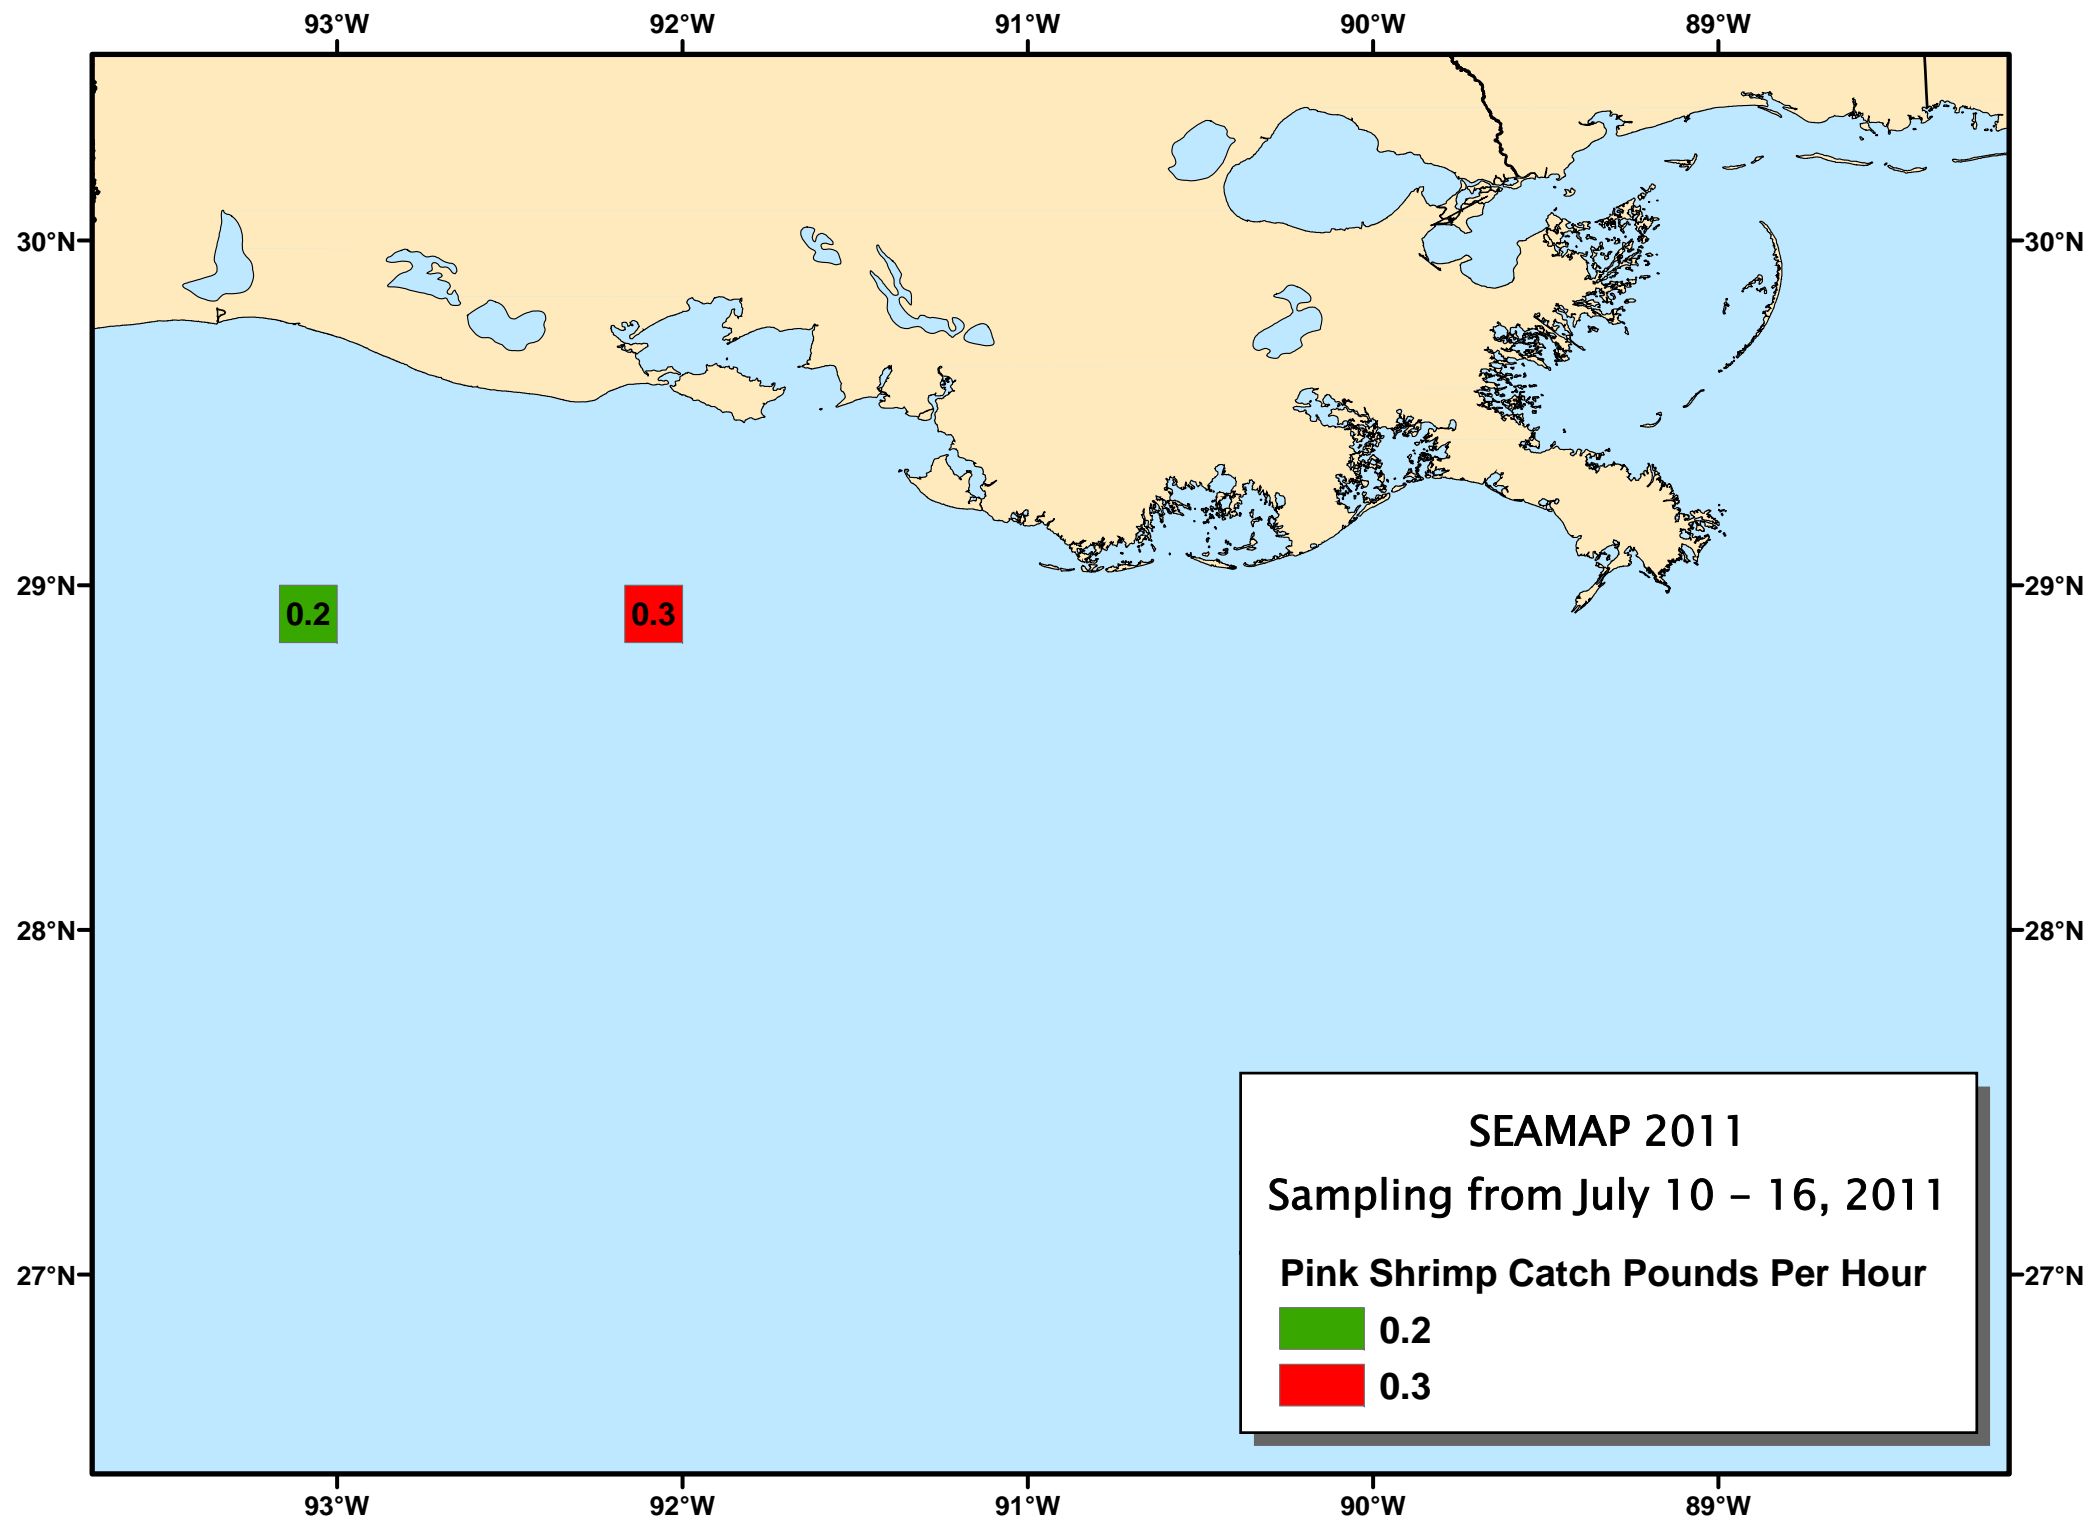 93°W 92°W 91°W 90°W 89°W
30°N 30°N
29°N 29°N
0.2 0.3
28°N 28°N
SEAMAP 2011
Sampling from July 10 – 16, 2011
27°N 27°N
Pink Shrimp Catch Pounds Per Hour
0.2
0.3
93°W 92°W 91°W 90°W 89°W